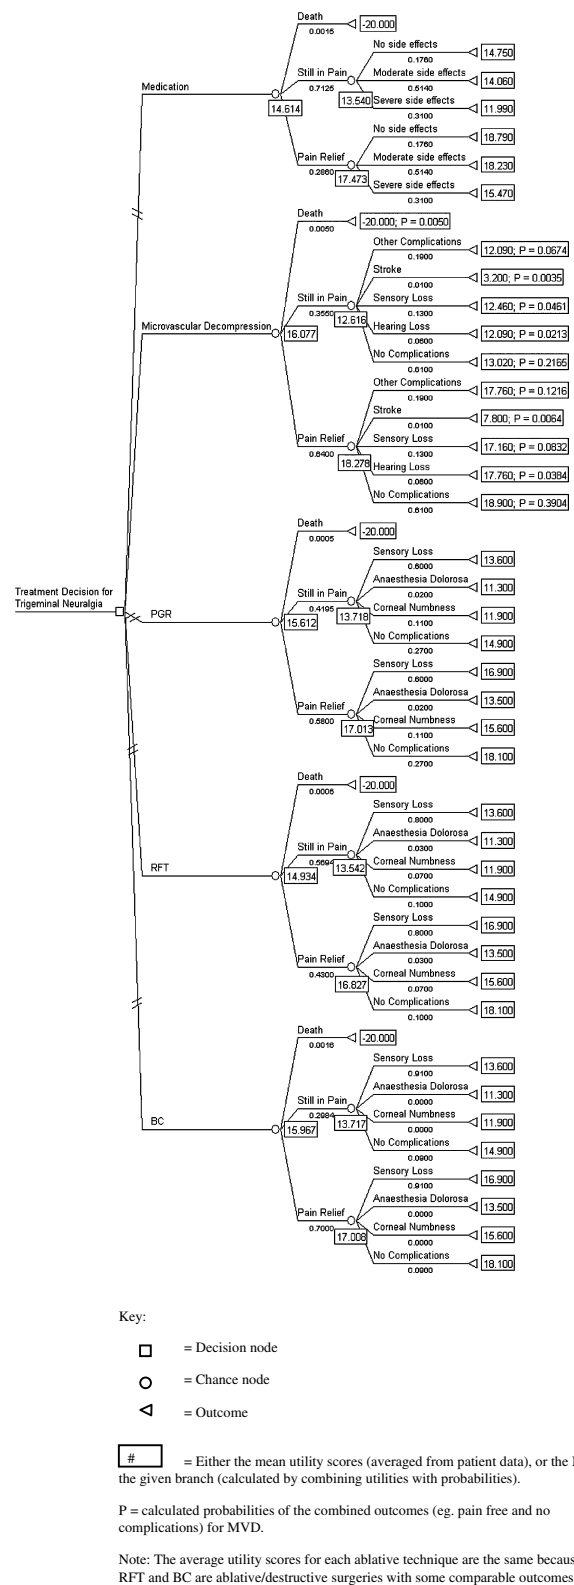 Death
0.0015
-20.000
No side effects
0.1760
14.750
Still in Pain
0.7125
Moderate side effects
0.5140
14.060
13.540
Severe side effects
0.3100
11.990
Medication
14.614
No side effects
0.1760
18.790
Pain Relief
0.2860
Moderate side effects
0.5140
18.230
17.473
Severe side effects
0.3100
15.470
Death
0.0050
-20.000; P = 0.0050
Other Complications
0.1900
12.090; P = 0.0674
Stroke
0.0100
3.200; P = 0.0035
Still in Pain
0.3550
Sensory Loss
0.1300
12.460; P = 0.0461
12.616
Hearing Loss
0.0600
12.090; P = 0.0213
No Complications
0.6100
13.020; P = 0.2165
Microvascular Decompression
16.077
Other Complications
0.1900
17.760; P = 0.1216
Stroke
0.0100
7.800; P = 0.0064
Pain Relief
0.6400
Sensory Loss
0.1300
17.160; P = 0.0832
18.278
Hearing Loss
0.0600
17.760; P = 0.0384
No Complications
0.6100
18.900; P = 0.3904
Treatment Decision for
Trigeminal Neuralgia
Death
0.0005
-20.000
Sensory Loss
0.6000
13.600
Still in Pain
0.4195
Anaesthesia Dolorosa
0.0200
11.300
13.718
Corneal Numbness
0.1100
11.900
No Complications
0.2700
14.900
PGR
15.612
Sensory Loss
0.6000
16.900
Pain Relief
0.5800
Anaesthesia Dolorosa
0.0200
13.500
17.013
Corneal Numbness
0.1100
15.600
No Complications
0.2700
18.100
Death
0.0006
-20.000
Sensory Loss
0.8000
13.600
Still in Pain
0.5694
Anaesthesia Dolorosa
0.0300
11.300
13.542
Corneal Numbness
0.0700
11.900
No Complications
0.1000
14.900
RFT
14.934
Sensory Loss
0.8000
16.900
Pain Relief
0.4300
Anaesthesia Dolorosa
0.0300
13.500
16.827
Corneal Numbness
0.0700
15.600
No Complications
0.1000
18.100
Death
0.0016
-20.000
Sensory Loss
0.9100
13.600
Still in Pain
0.2984
Anaesthesia Dolorosa
0.0000
11.300
13.717
Corneal Numbness
0.0000
11.900
No Complications
0.0900
14.900
BC
15.967
Sensory Loss
0.9100
16.900
Pain Relief
0.7000
Anaesthesia Dolorosa
0.0000
13.500
17.008
Corneal Numbness
0.0000
15.600
No Complications
0.0900
18.100
Key:
= Decision node
= Chance node
= Outcome
# = Either the mean utility scores (averaged from patient data), or the
the given branch (calculated by combining utilities with probabilities).
P = calculated probabilities of the combined outcomes (eg. pain free and no
complications) for MVD.
Note: The average utility scores for each ablative technique are the same becau
RFT and BC are ablative/destructive surgeries with some comparable outcomes